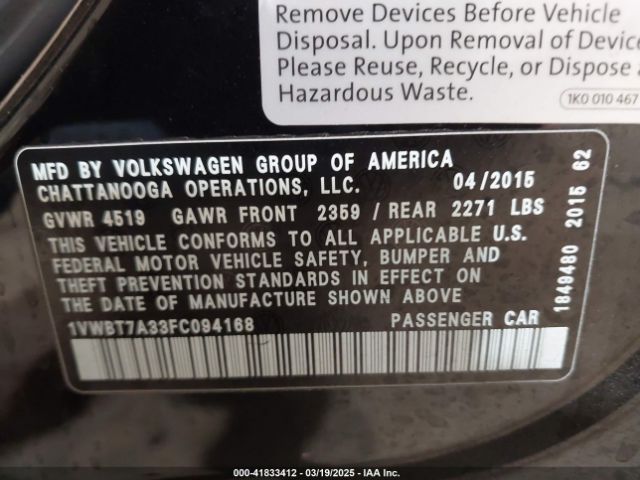 Remove Devices Before Vehicle
Disposal. Upon Removal of Device
Please Reuse, Recycle, or Dispose
Hazardous Waste.
1K0 010 467
MFD BY VOLKSWAGEN GROUP OF AMERICA
CHATTANOOGA OPERATIONS, LLC. 04/2015
GVWR 4519 GAWR FRONT 2359 / REAR 2271 LBS
THIS VEHICLE CONFORMS TO ALL APPLICABLE U.S.
FEDERAL MOTOR VEHICLE SAFETY, BUMPER AND
THEFT PREVENTION STANDARDS IN EFFECT ON
THE DATE OF MANUFACTURE SHOWN ABOVE
1VWBT7A33FC094168 PASSENGER CAR
1849480 2015 62
000-41833412 — 03/19/2025 — IAA Inc.